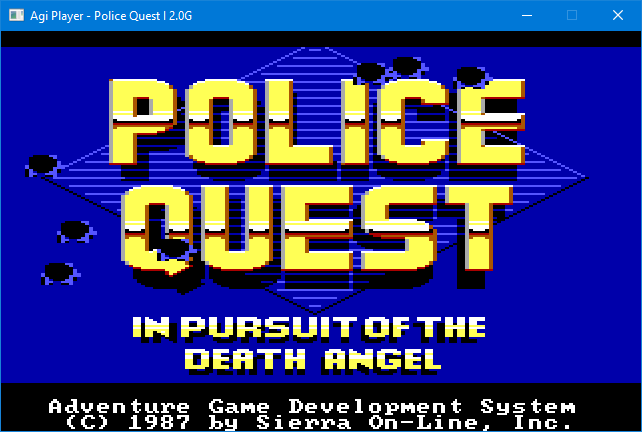 Agi Player - Police Quest I 2.0G
POLICE
QUEST
IN PURSUIT OF THE
DEATH ANGEL
Adventure Game Development System
(C) 1987 by Sierra On-Line, Inc.